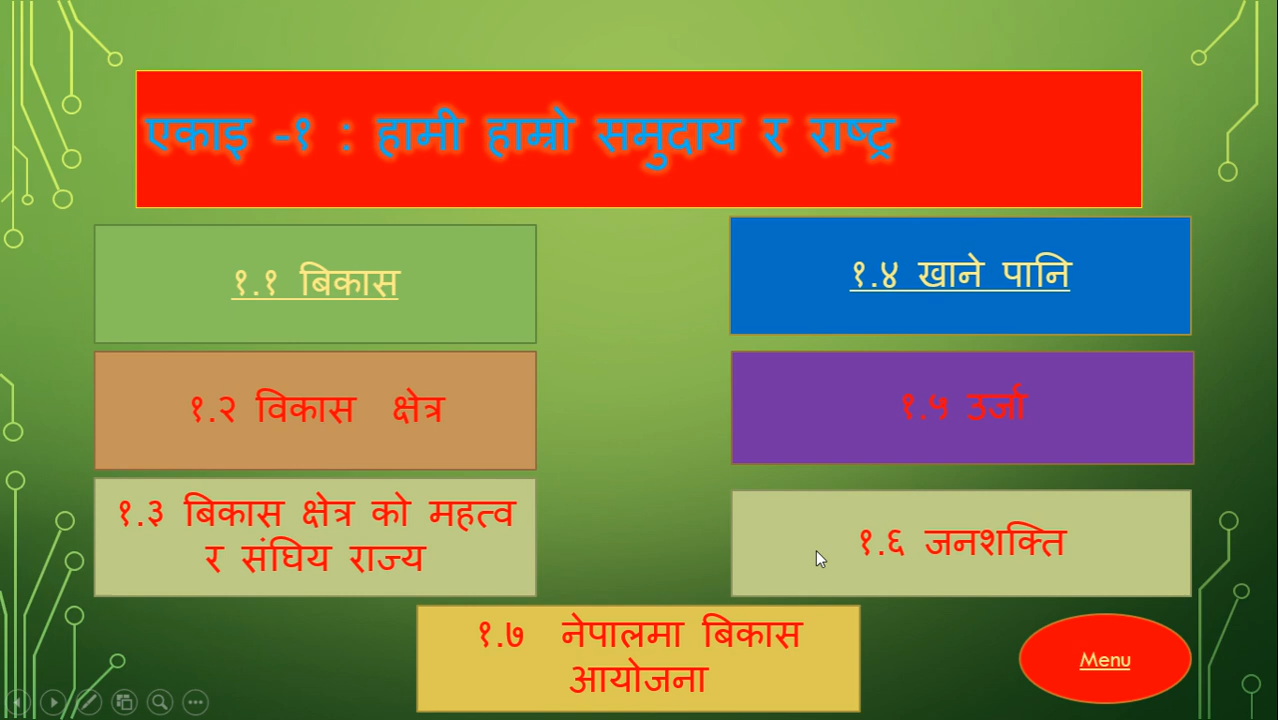 एकाइ -१ : हामी हाम्रो समुदाय र राष्ट्र
१.१ बिकास
१.२ विकास क्षेत्र
१.३ बिकास क्षेत्र को महत्व
र संघिय राज्य
१.४ खाने पानि
१.५ उर्जा
१.६ जनशक्ति
१.७ नेपालमा बिकास
आयोजना
Menu